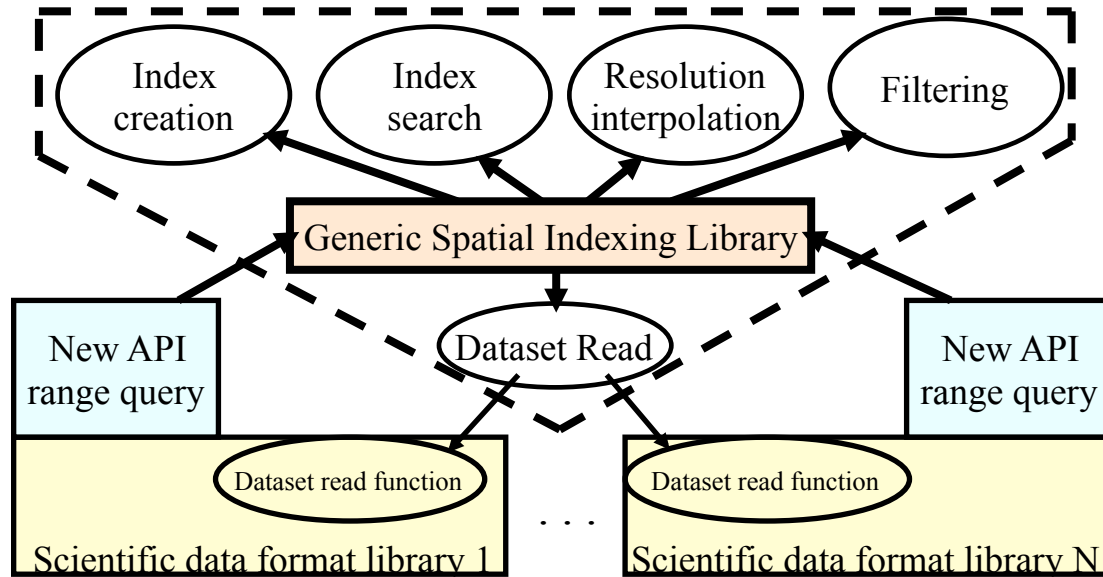 Index
creation
Index
search
Resolution
interpolation
Filtering
Generic Spatial Indexing Library
New API
range query
Dataset Read
New API
range query
Dataset read function
Dataset read function
. . .
Scientific data format library 1
Scientific data format library N